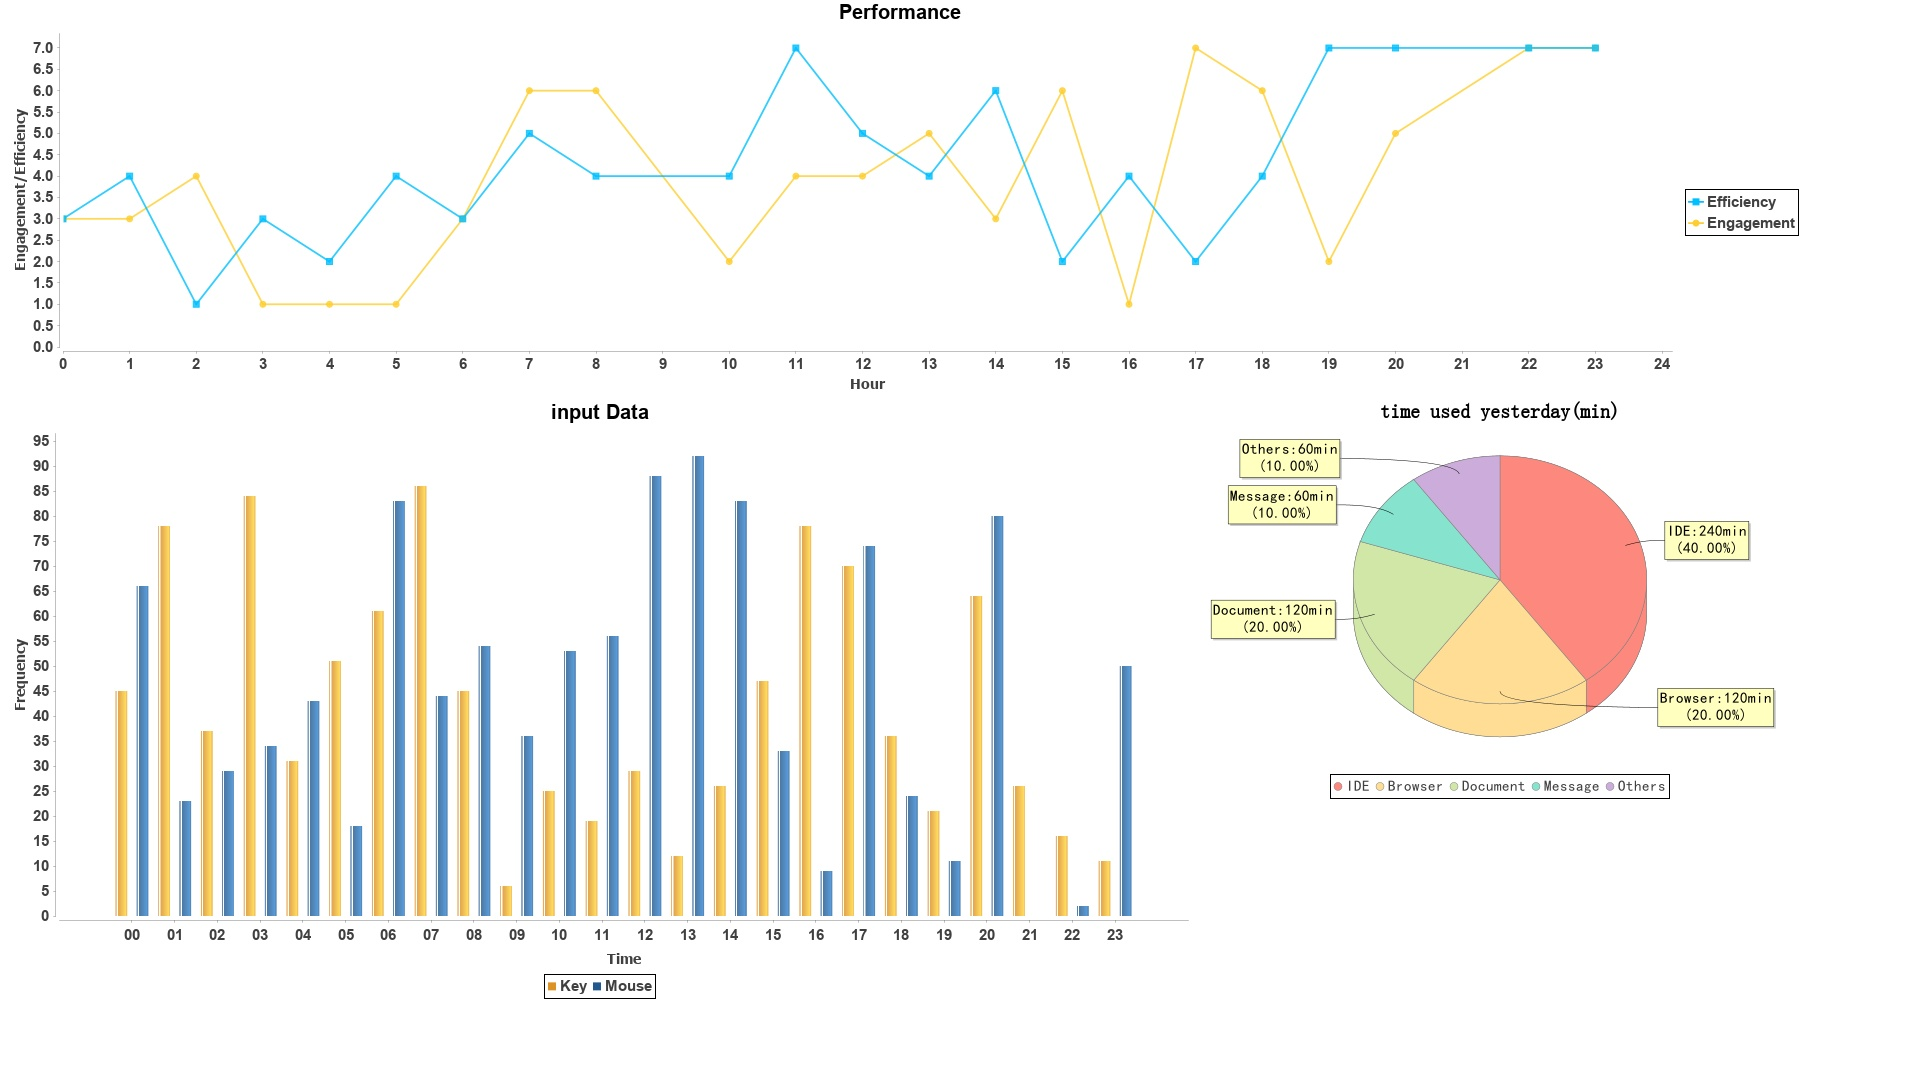 Performance
Engagement/Efficiency
7.0
6.5
6.0
5.5
5.0
4.5
4.0
3.5
3.0
2.5
2.0
1.5
1.0
0.5
0.0
0 1 2 3 4 5 6 7 8 9 10 11 12 13 14 15 16 17 18 19 20 21 22 23 24
Hour
Efficiency
Engagement
input Data
Frequency
95
90
85
80
75
70
65
60
55
50
45
40
35
30
25
20
15
10
5
0
00 01 02 03 04 05 06 07 08 09 10 11 12 13 14 15 16 17 18 19 20 21 22 23
Time
Key Mouse
time used yesterday(min)
Others:60min
(10.00%)
Message:60min
(10.00%)
IDE:240min
(40.00%)
Document:120min
(20.00%)
Browser:120min
(20.00%)
IDE Browser Document Message Others